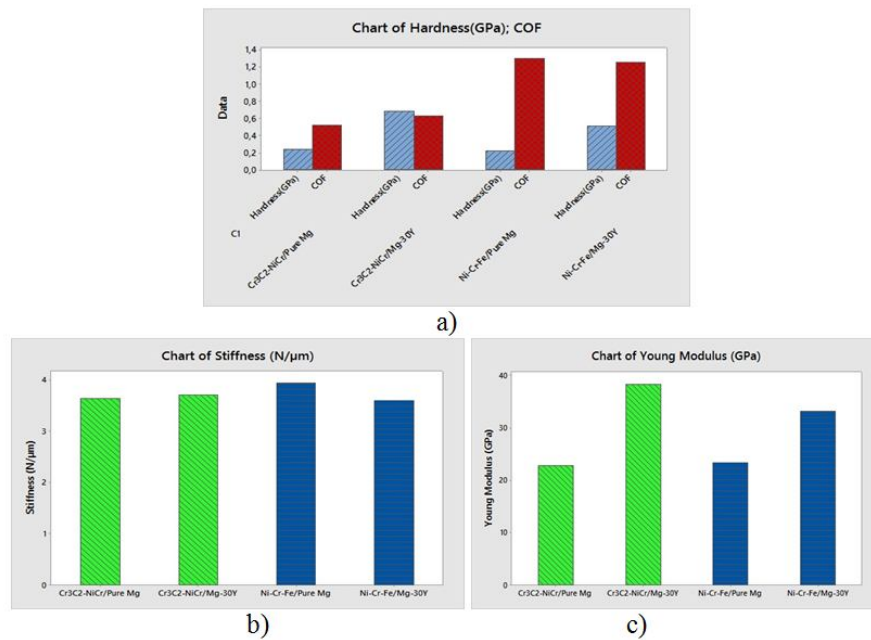 Chart of Hardness(GPa); COF
Data
1,4
1,2
1,0
0,8
0,6
0,4
0,2
0,0
Hardness(GPa) COF Hardness(GPa) COF Hardness(GPa) COF Hardness(GPa) COF
C1
Cr3C2-NiCr/Pure Mg Cr3C2-NiCr/Mg-30Y Ni-Cr-Fe/Pure Mg Ni-Cr-Fe/Mg-30Y
a)
Chart of Stiffness (N/µm)
Stiffness (N/µm)
4
3
2
1
0
Cr3C2-NiCr/Pure Mg Cr3C2-NiCr/Mg-30Y Ni-Cr-Fe/Pure Mg Ni-Cr-Fe/Mg-30Y
b)
Chart of Young Modulus (GPa)
Young Modulus (GPa)
40
30
20
10
0
Cr3C2-NiCr/Pure Mg Cr3C2-NiCr/Mg-30Y Ni-Cr-Fe/Pure Mg Ni-Cr-Fe/Mg-30Y
c)